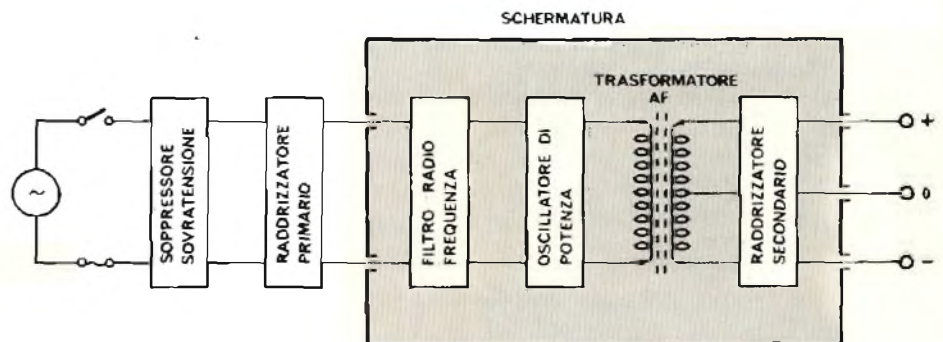 SCHERMATURA
TRASFORMATORE
AF
SOPPRESSORE
SOVRATENSIONE
RADDRIZZATORE
PRIMARIO
FILTRO RADIO
FREQUENZA
OSCILLATORE DI
POTENZA
RADDRIZZATORE
SECONDARIO
+
0
-
~